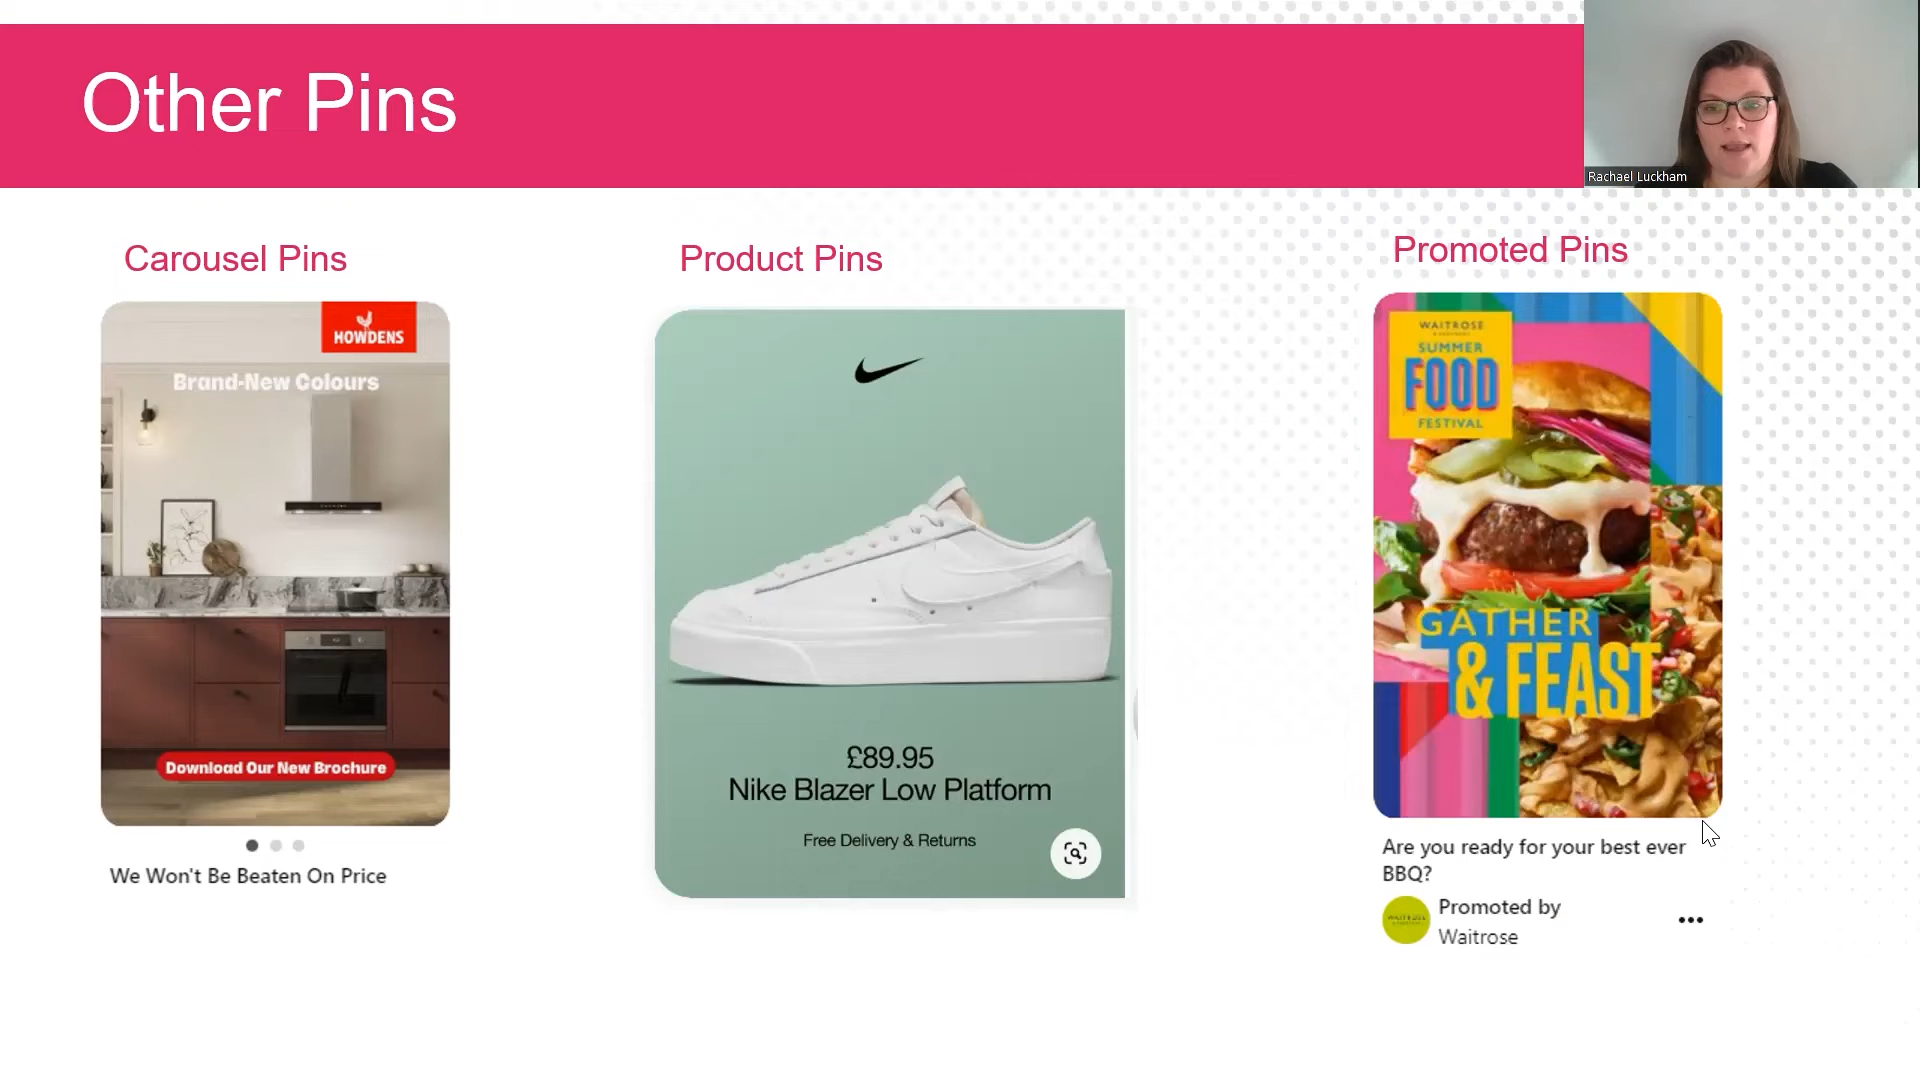 Other Pins
Rachael Luckham
Carousel Pins
HOWDENS
Brand-New Colours
Download Our New Brochure
We Won't Be Beaten On Price
Product Pins
£89.95
Nike Blazer Low Platform
Free Delivery & Returns
Promoted Pins
WAITROSE
SUMMER
FOOD
FESTIVAL
GATHER
& FEAST
Are you ready for your best ever
BBQ?
Promoted by
Waitrose